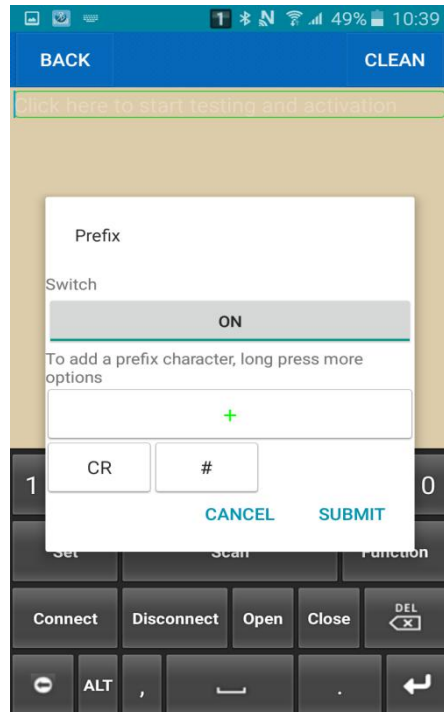 1 49% 10:39
BACK CLEAN
Click here to start testing and activation
Prefix
Switch
ON
To add a prefix character, long press more
options
+
CR #
1 0
CANCEL SUBMIT
Set Scan Function
Connect Disconnect Open Close DEL
ALT , .